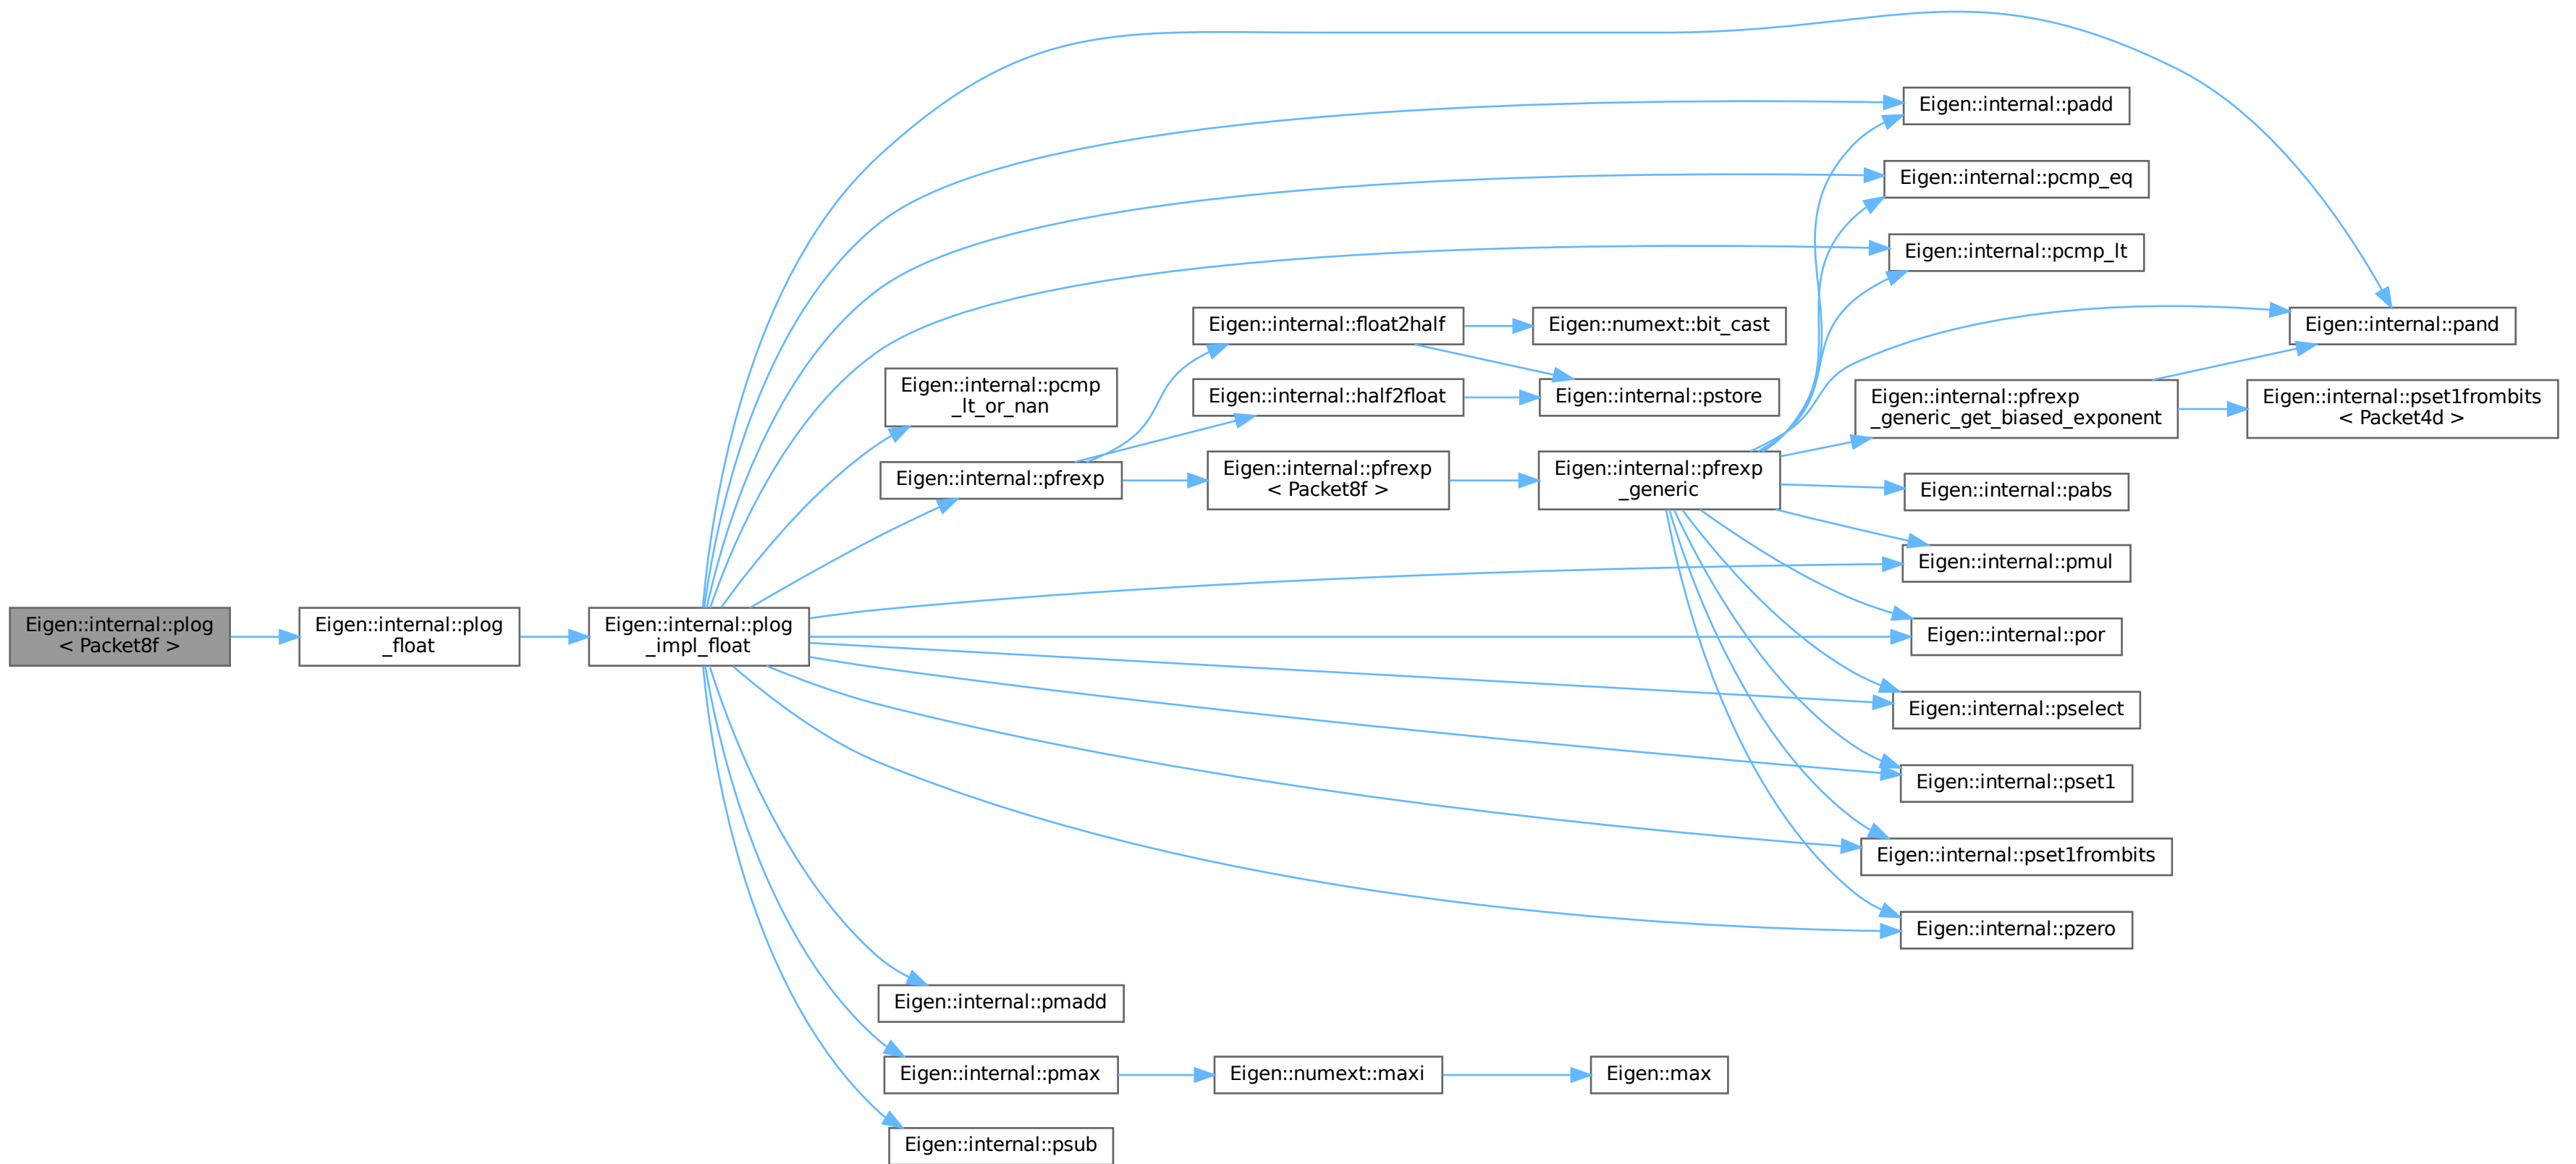 Eigen::internal::plog
< Packet8f >
Eigen::internal::plog
_float
Eigen::internal::plog
_impl_float
Eigen::internal::pcmp
_lt_or_nan
Eigen::internal::pfrexp
Eigen::internal::pmadd
Eigen::internal::pmax
Eigen::internal::psub
Eigen::internal::float2half
Eigen::internal::half2float
Eigen::internal::pfrexp
< Packet8f >
Eigen::numext::maxi
Eigen::numext::bit_cast
Eigen::internal::pstore
Eigen::internal::pfrexp
_generic
Eigen::max
Eigen::internal::padd
Eigen::internal::pcmp_eq
Eigen::internal::pcmp_lt
Eigen::internal::pfrexp
_generic_get_biased_exponent
Eigen::internal::pabs
Eigen::internal::pmul
Eigen::internal::por
Eigen::internal::pselect
Eigen::internal::pset1
Eigen::internal::pset1frombits
Eigen::internal::pzero
Eigen::internal::pand
Eigen::internal::pset1frombits
< Packet4d >